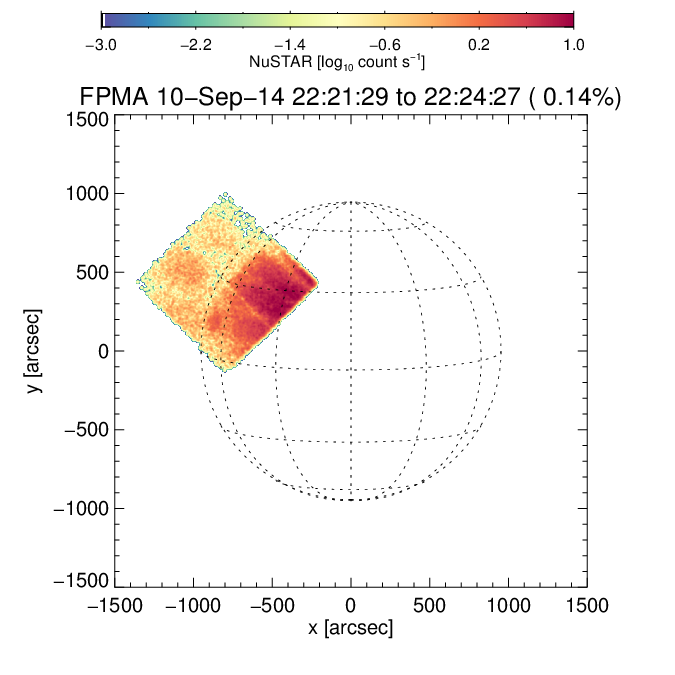 −3.0 −2.2 −1.4 −0.6 0.2 1.0
NuSTAR [log₁₀ count s⁻¹]
FPMA 10−Sep−14 22:21:29 to 22:24:27 ( 0.14%)
1500
1000
500
0
−500
−1000
−1500
y [arcsec]
−1500 −1000 −500 0 500 1000 1500
x [arcsec]